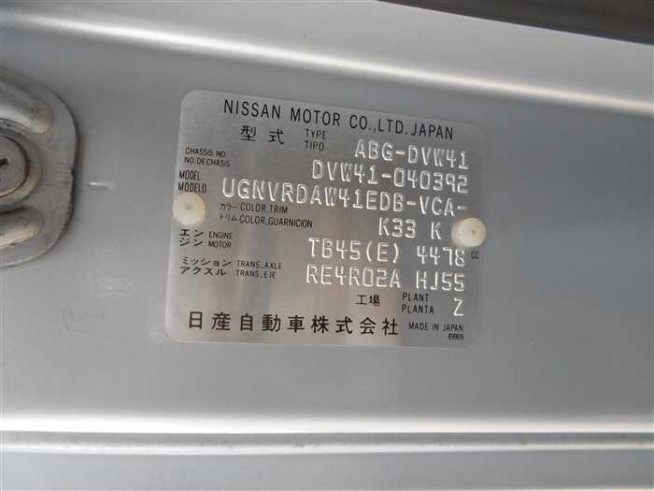 NISSAN MOTOR CO.,LTD. JAPAN
型式 TYPE TIPO ABG-DVW41
CHASSIS NO. NO.DECHASIS DVW41-040392
MODEL MODELO UGNVRDAW41EDB-VCA-
カラー COLOR,TRIM
トリム COLOR,GUARNICION K33 K
エンジン ENGINE MOTOR TB45(E) 4478 CC
ミッション TRANS.,AXLE
アクスル TRANS.,EJE RE4R02A HJ55
工場 PLANT PLANTA Z
日産自動車株式会社 MADE IN JAPAN